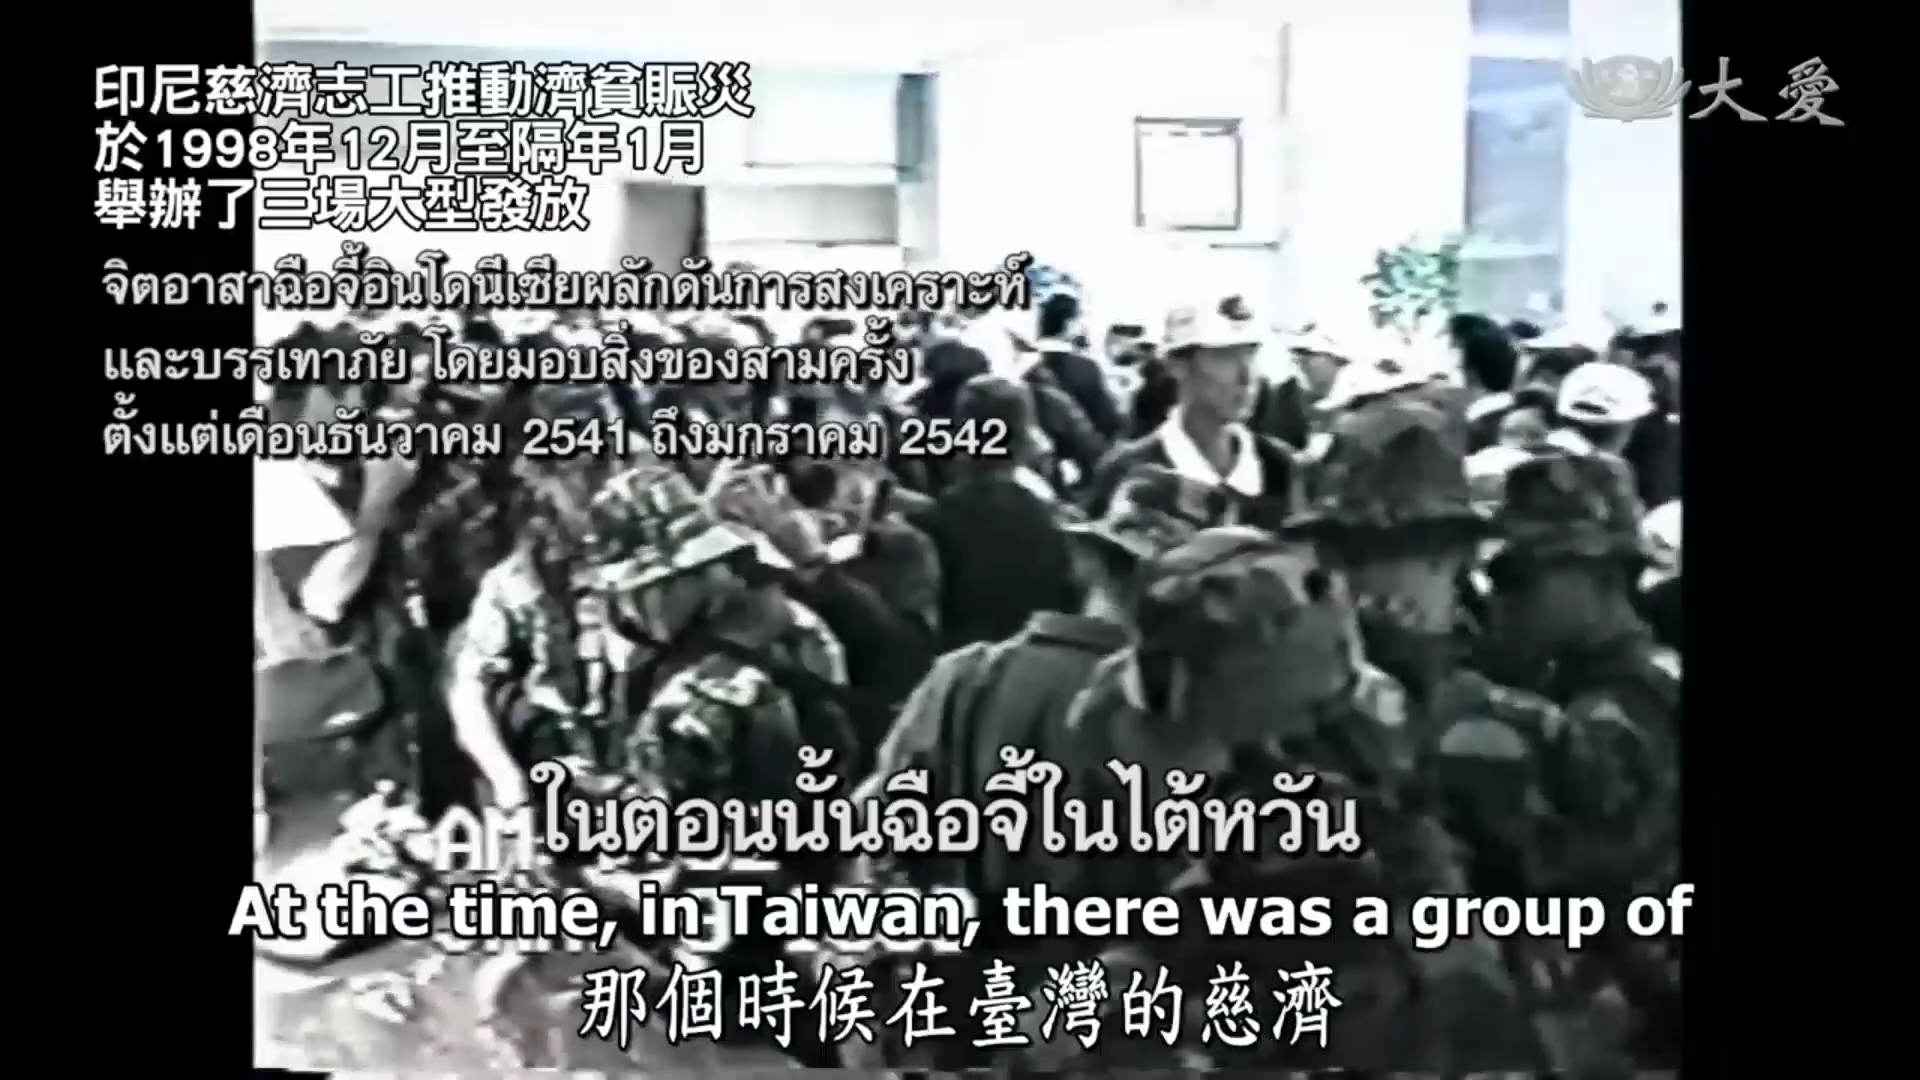 印尼慈濟志工推動濟貧賑災
於1998年12月至隔年1月
舉辦了三場大型發放
大愛
จิตอาสาฉือจี้อินโดนีเซียผลักดันการสงเคราะห์
และบรรเทาภัย โดยมอบสิ่งของสามครั้ง
ตั้งแต่เดือนธันวาคม 2541 ถึงมกราคม 2542
ในตอนนั้นฉือจี้ในไต้หวัน
AM
At the time, in Taiwan, there was a group of
那個時候在臺灣的慈濟